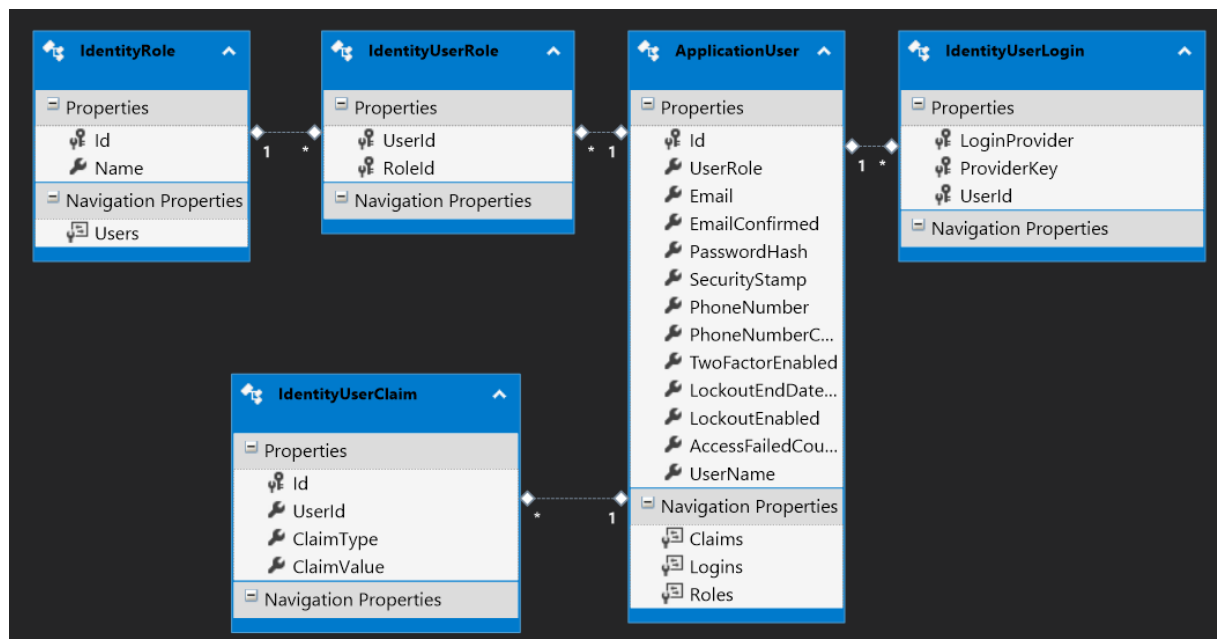 IdentityRole
Properties
Id
Name
Navigation Properties
Users
1 *
IdentityUserRole
Properties
UserId
RoleId
Navigation Properties
* 1
ApplicationUser
Properties
Id
UserRole
Email
EmailConfirmed
PasswordHash
SecurityStamp
PhoneNumber
PhoneNumberC...
TwoFactorEnabled
LockoutEndDate...
LockoutEnabled
AccessFailedCou...
UserName
Navigation Properties
Claims
Logins
Roles
1 *
IdentityUserLogin
Properties
LoginProvider
ProviderKey
UserId
Navigation Properties
IdentityUserClaim
Properties
Id
UserId
ClaimType
ClaimValue
Navigation Properties
* 1